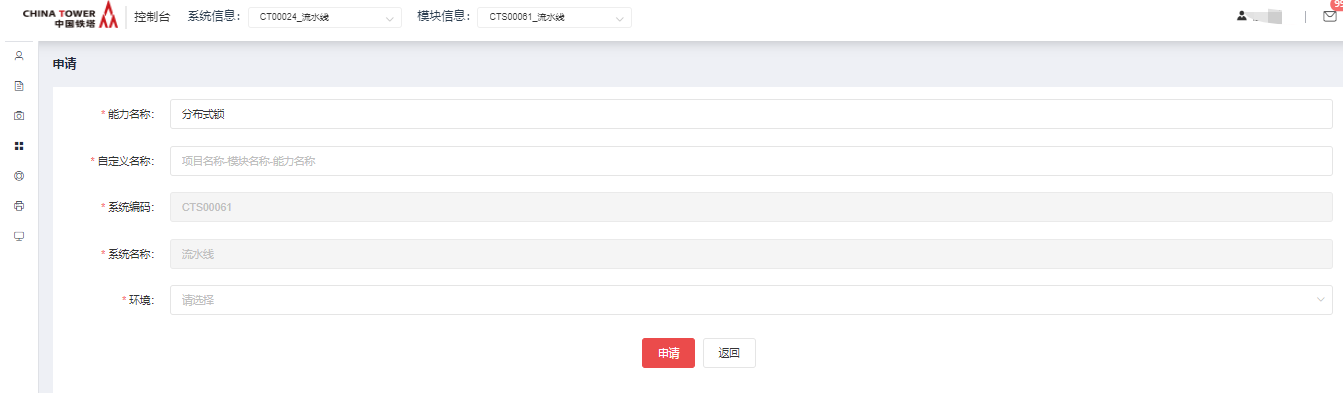 CHINA TOWER
中国铁塔
控制台 系统信息： CT00024_流水线 模块信息： CTS00061_流水线
99
申请
* 能力名称： 分布式锁
* 自定义名称： 项目名称-模块名称-能力名称
* 系统编码： CTS00061
* 系统名称： 流水线
* 环境： 请选择
申请 返回